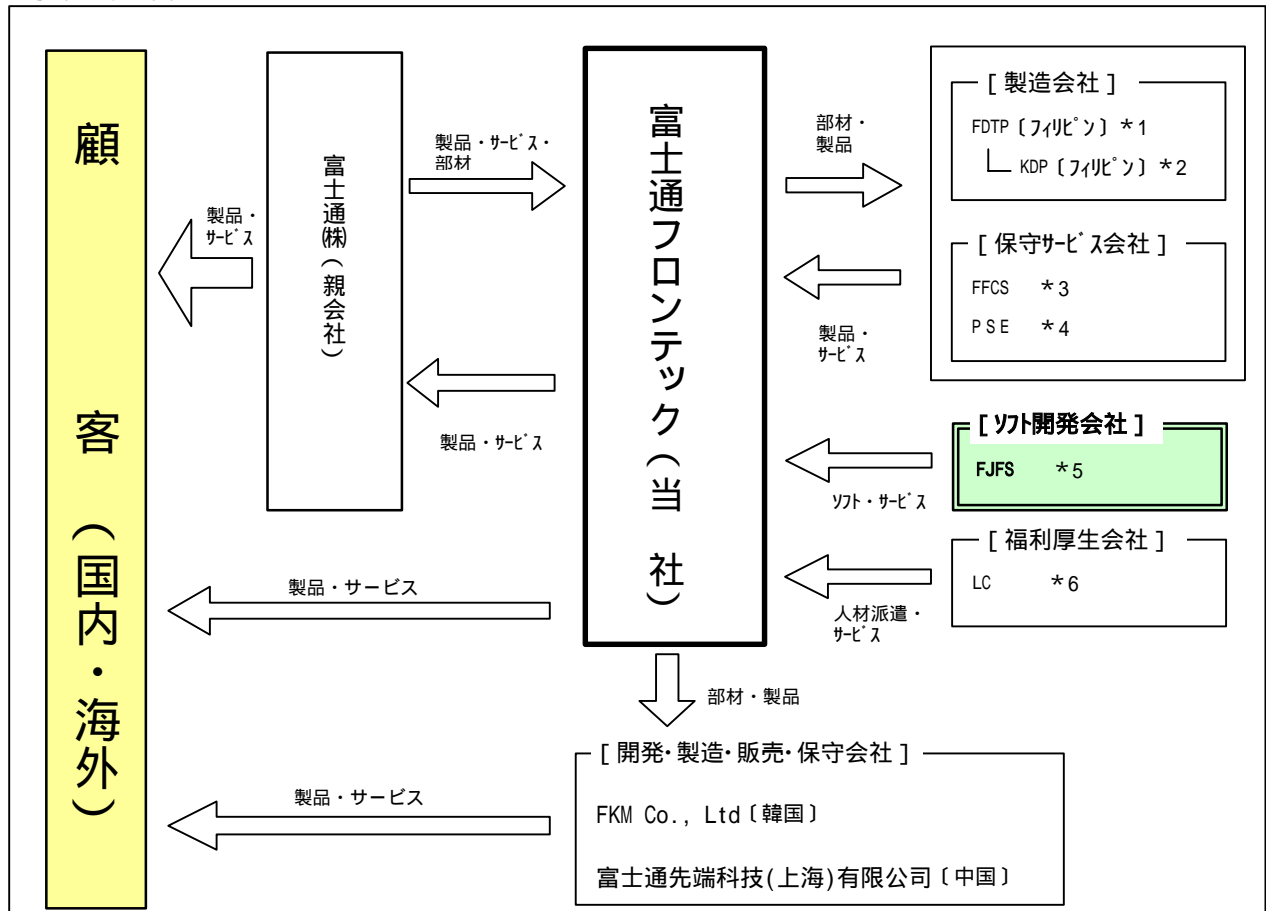 顧客（国内・海外）
製品・
ｻｰﾋﾞｽ
富士通㈱（親会社）
製品・ｻｰﾋﾞｽ・
部材
製品・ｻｰﾋﾞｽ
富士通フロンテック（当 社）
部材・
製品
製品・
ｻｰﾋﾞｽ
[ 製造会社 ]
FDTP〔ﾌｨﾘﾋﾟﾝ〕*1
KDP〔ﾌｨﾘﾋﾟﾝ〕*2
[ 保守ｻｰﾋﾞｽ会社 ]
FFCS *3
PSE *4
[ ｿﾌﾄ開発会社 ]
FJFS *5
ｿﾌﾄ・ｻｰﾋﾞｽ
[ 福利厚生会社 ]
LC *6
人材派遣・
ｻｰﾋﾞｽ
製品・サービス
部材・製品
[ 開発・製造・販売・保守会社 ]
FKM Co., Ltd〔韓国〕
富士通先端科技(上海)有限公司〔中国〕
製品・サービス